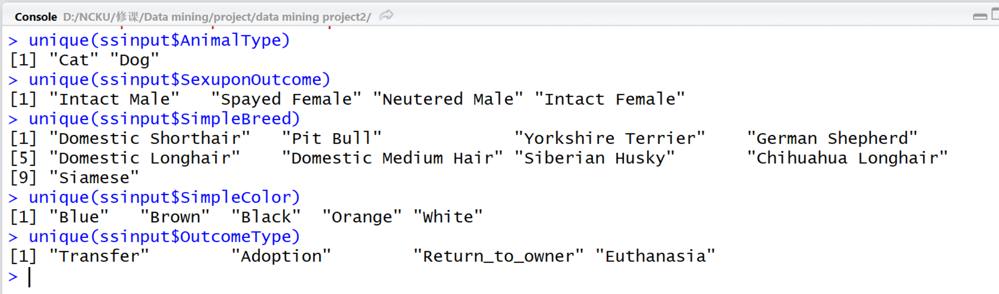 Console D:/NCKU/修课/Data mining/project/data mining project2/
> unique(ssinput$AnimalType)
[1] "Cat" "Dog"
> unique(ssinput$SexuponOutcome)
[1] "Intact Male"   "Spayed Female" "Neutered Male" "Intact Female"
> unique(ssinput$SimpleBreed)
[1] "Domestic Shorthair"   "Pit Bull"             "Yorkshire Terrier"    "German Shepherd"
[5] "Domestic Longhair"    "Domestic Medium Hair" "Siberian Husky"       "Chihuahua Longhair"
[9] "Siamese"
> unique(ssinput$SimpleColor)
[1] "Blue"   "Brown"  "Black"  "Orange" "White"
> unique(ssinput$OutcomeType)
[1] "Transfer"        "Adoption"        "Return_to_owner" "Euthanasia"
>